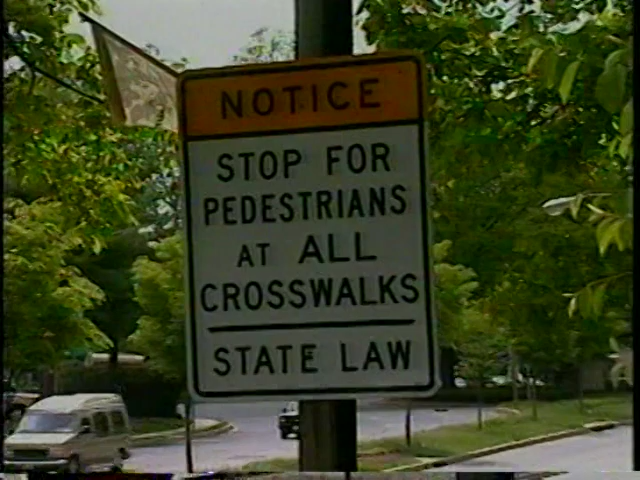 NOTICE
STOP FOR
PEDESTRIANS
AT ALL
CROSSWALKS
STATE LAW